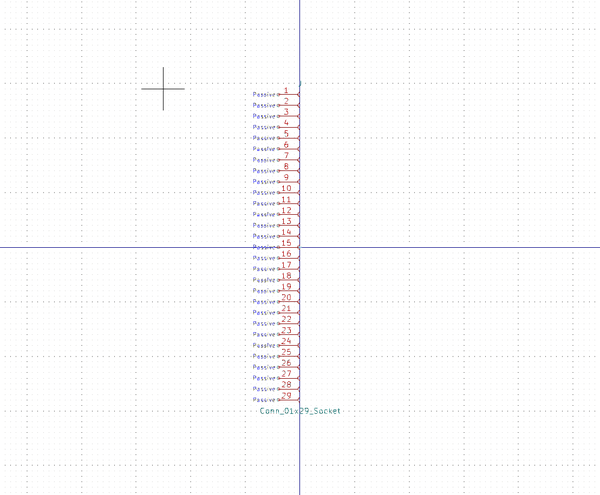 J
Passive 1
Passive 2
Passive 3
Passive 4
Passive 5
Passive 6
Passive 7
Passive 8
Passive 9
Passive 10
Passive 11
Passive 12
Passive 13
Passive 14
Passive 15
Passive 16
Passive 17
Passive 18
Passive 19
Passive 20
Passive 21
Passive 22
Passive 23
Passive 24
Passive 25
Passive 26
Passive 27
Passive 28
Passive 29
Conn_01x29_Socket